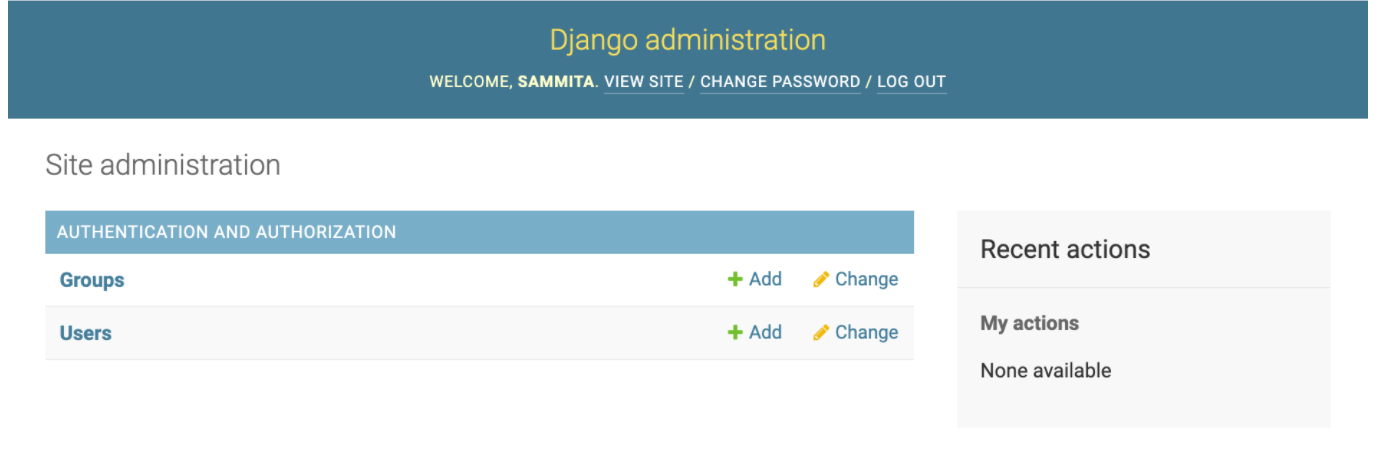 Django administration
WELCOME, SAMMITA. VIEW SITE / CHANGE PASSWORD / LOG OUT
Site administration
AUTHENTICATION AND AUTHORIZATION
Groups + Add Change
Users + Add Change
Recent actions
My actions
None available